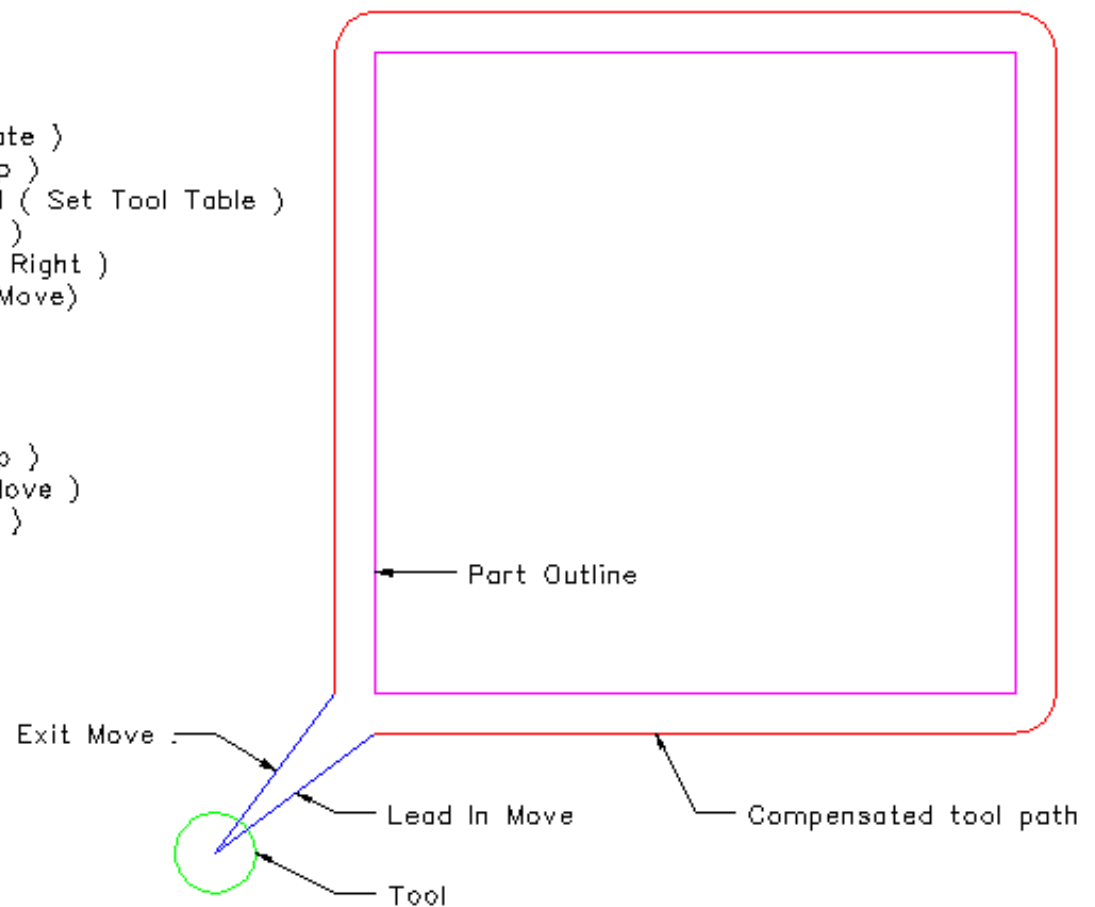 ate )
o )
l ( Set Tool Table )
)
Right )
Move)
o )
Move )
)
Part Outline
Exit Move
Lead In Move
Compensated tool path
Tool